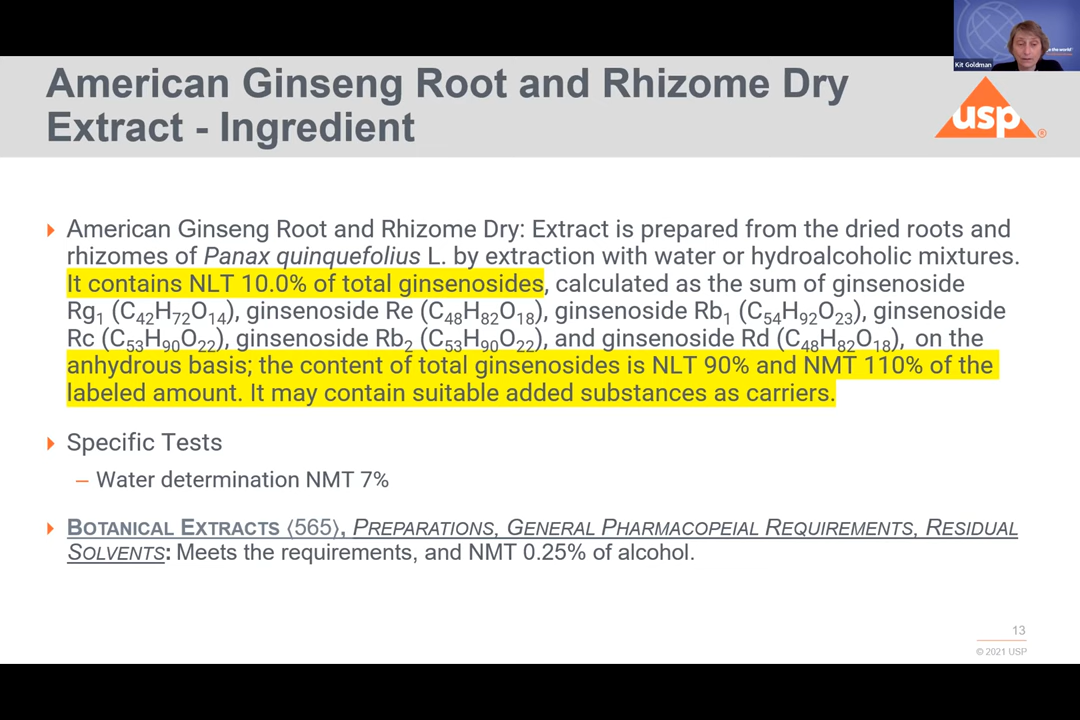 the world"
Kit Goldman
American Ginseng Root and Rhizome Dry
Extract - Ingredient
usp®
American Ginseng Root and Rhizome Dry: Extract is prepared from the dried roots and
rhizomes of Panax quinquefolius L. by extraction with water or hydroalcoholic mixtures.
It contains NLT 10.0% of total ginsenosides, calculated as the sum of ginsenoside
Rg₁ (C₄₂H₇₂O₁₄), ginsenoside Re (C₄₈H₈₂O₁₈), ginsenoside Rb₁ (C₅₄H₉₂O₂₃), ginsenoside
Rc (C₅₃H₉₀O₂₂), ginsenoside Rb₂ (C₅₃H₉₀O₂₂), and ginsenoside Rd (C₄₈H₈₂O₁₈), on the
anhydrous basis; the content of total ginsenosides is NLT 90% and NMT 110% of the
labeled amount. It may contain suitable added substances as carriers.
Specific Tests
– Water determination NMT 7%
BOTANICAL EXTRACTS ⟨565⟩, PREPARATIONS, GENERAL PHARMACOPEIAL REQUIREMENTS, RESIDUAL
SOLVENTS: Meets the requirements, and NMT 0.25% of alcohol.
13
© 2021 USP